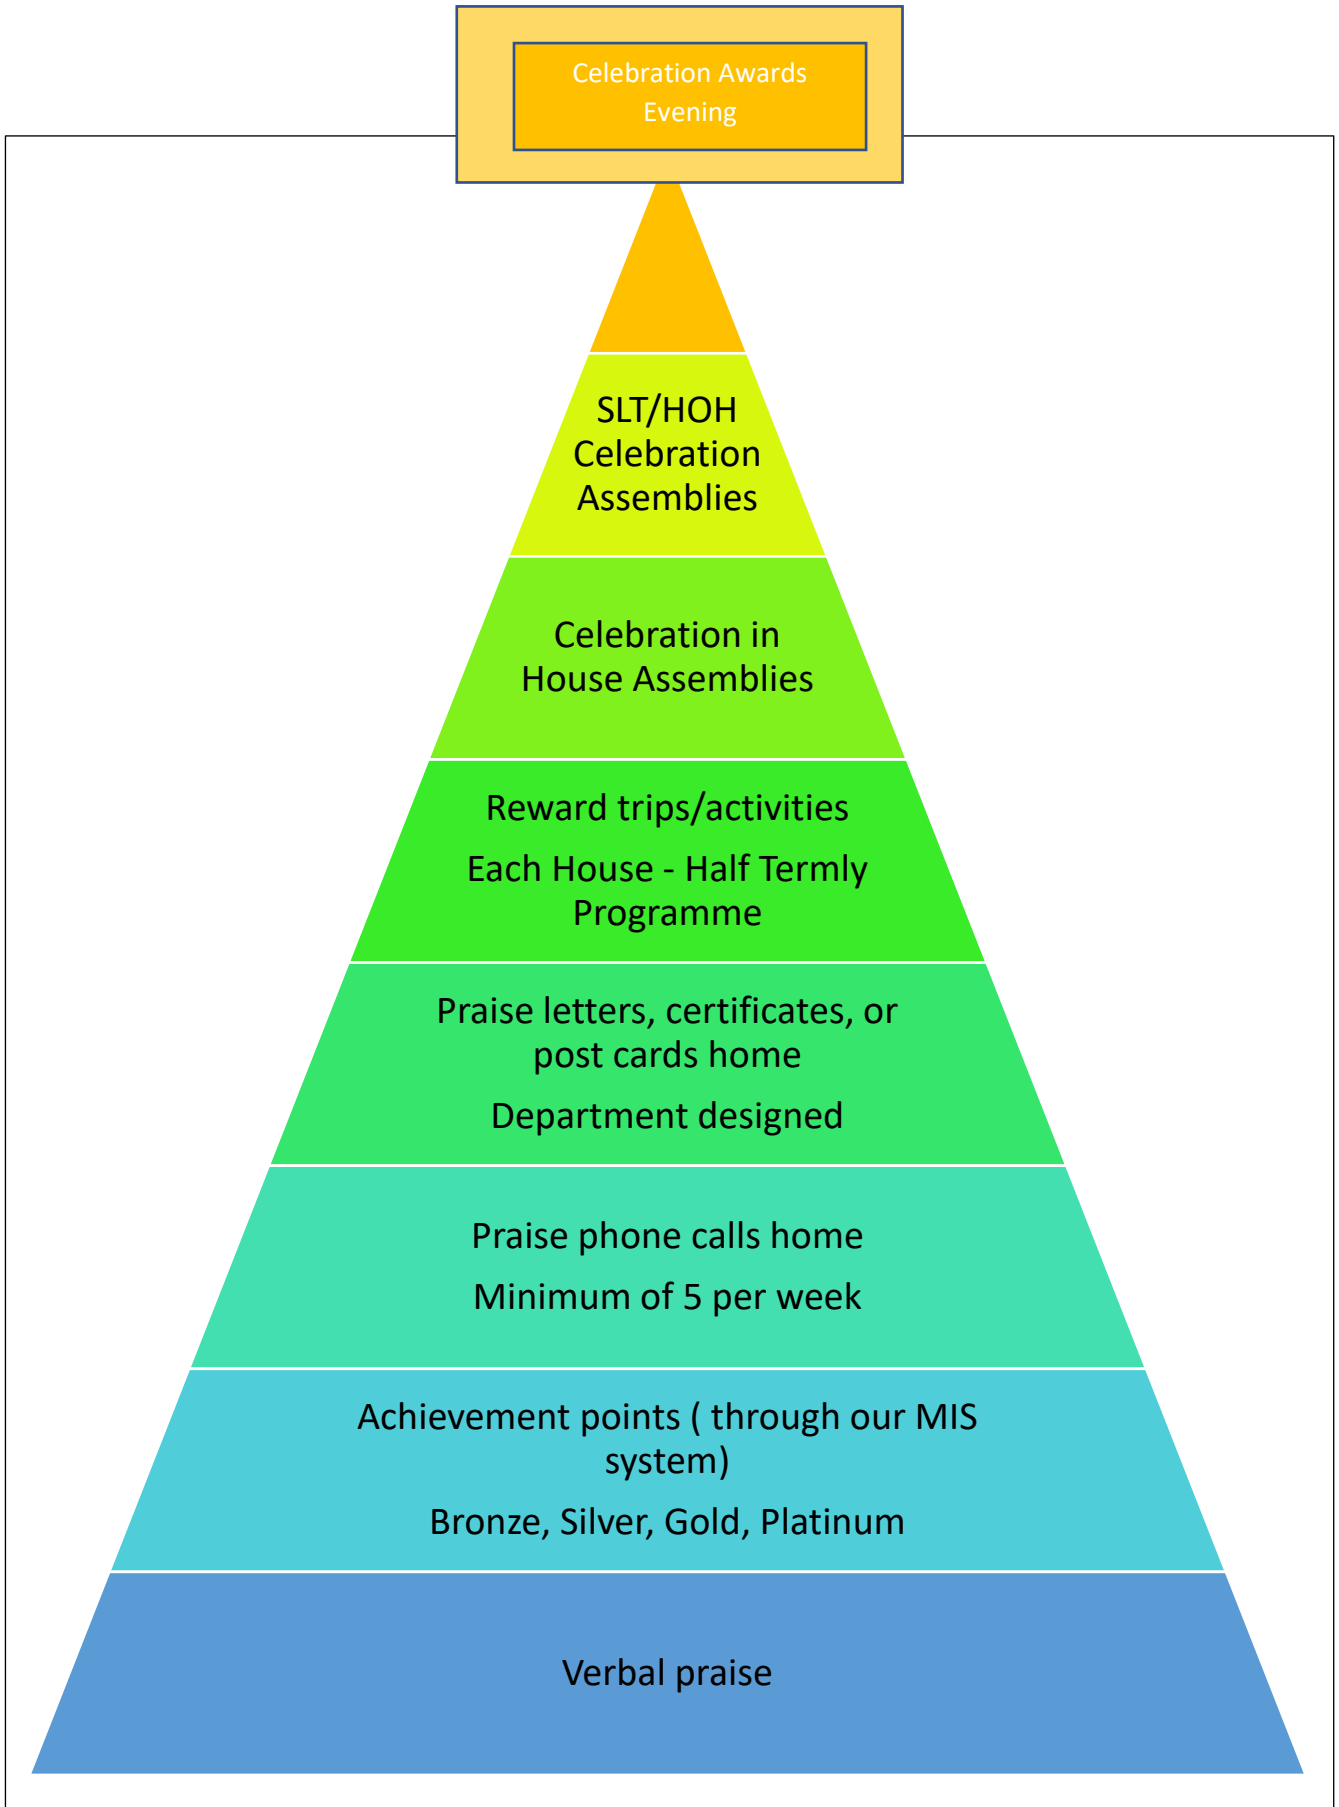 Celebration Awards
Evening
SLT/HOH
Celebration
Assemblies
Celebration in
House Assemblies
Reward trips/activities
Each House - Half Termly
Programme
Praise letters, certificates, or
post cards home
Department designed
Praise phone calls home
Minimum of 5 per week
Achievement points ( through our MIS
system)
Bronze, Silver, Gold, Platinum
Verbal praise